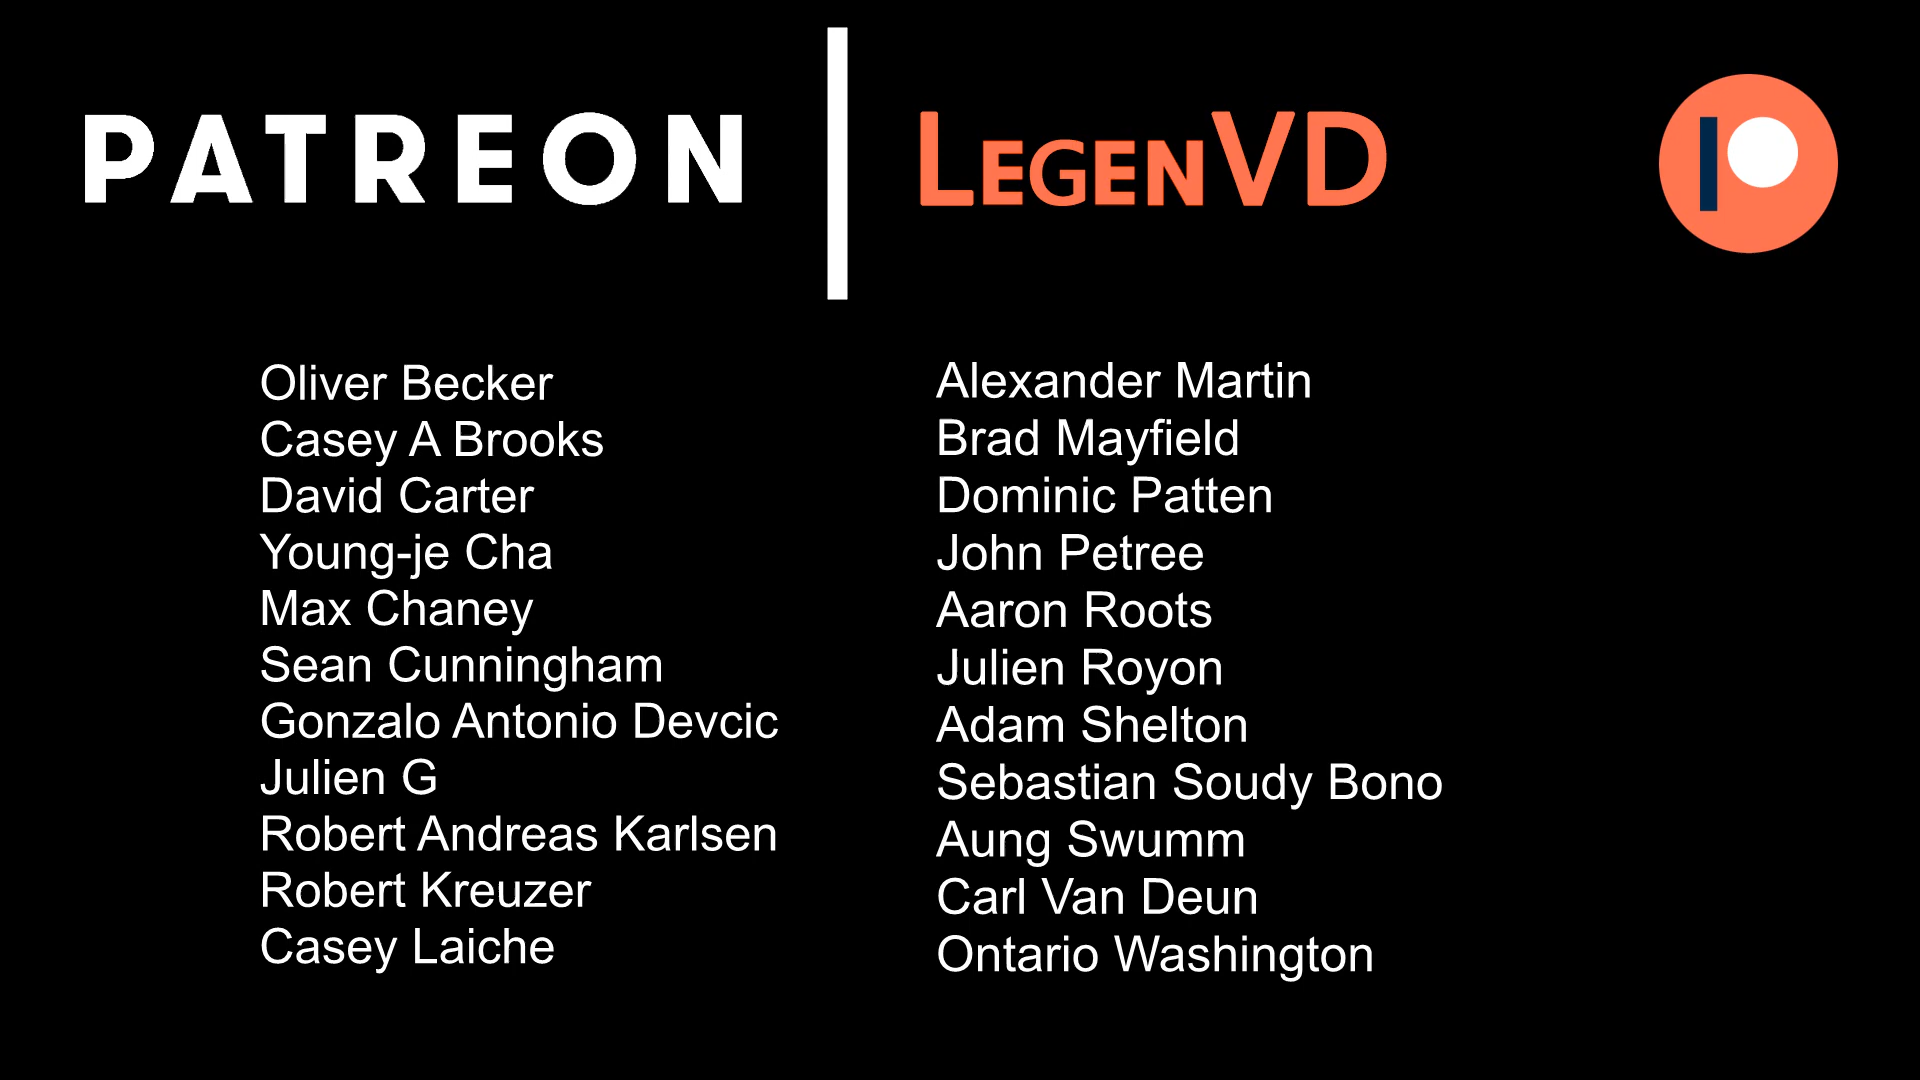 PATREON
LEGENVD
Oliver Becker
Casey A Brooks
David Carter
Young-je Cha
Max Chaney
Sean Cunningham
Gonzalo Antonio Devcic
Julien G
Robert Andreas Karlsen
Robert Kreuzer
Casey Laiche
Alexander Martin
Brad Mayfield
Dominic Patten
John Petree
Aaron Roots
Julien Royon
Adam Shelton
Sebastian Soudy Bono
Aung Swumm
Carl Van Deun
Ontario Washington